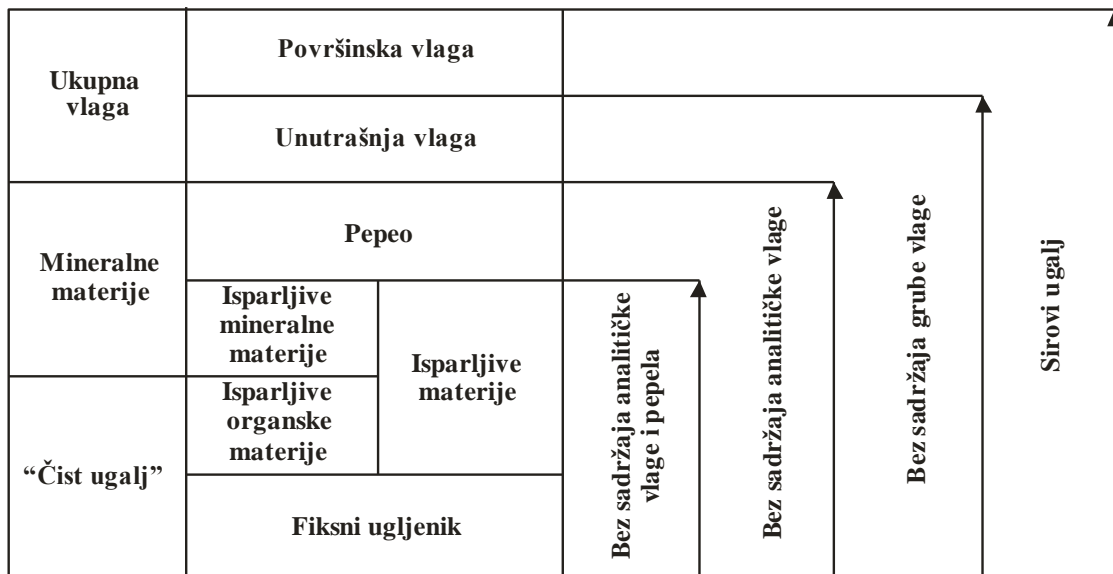 Ukupna
vlaga
Površinska vlaga
Unutrašnja vlaga
Mineralne
materije
Pepeo
Isparljive
mineralne
materije
Isparljive
materije
“Čist ugalj”
Isparljive
organske
materije
Fiksni ugljenik
Bez sadržaja analitičke
vlage i pepela
Bez sadržaja analitičke vlage
Bez sadržaja grube vlage
Sirovi ugalj